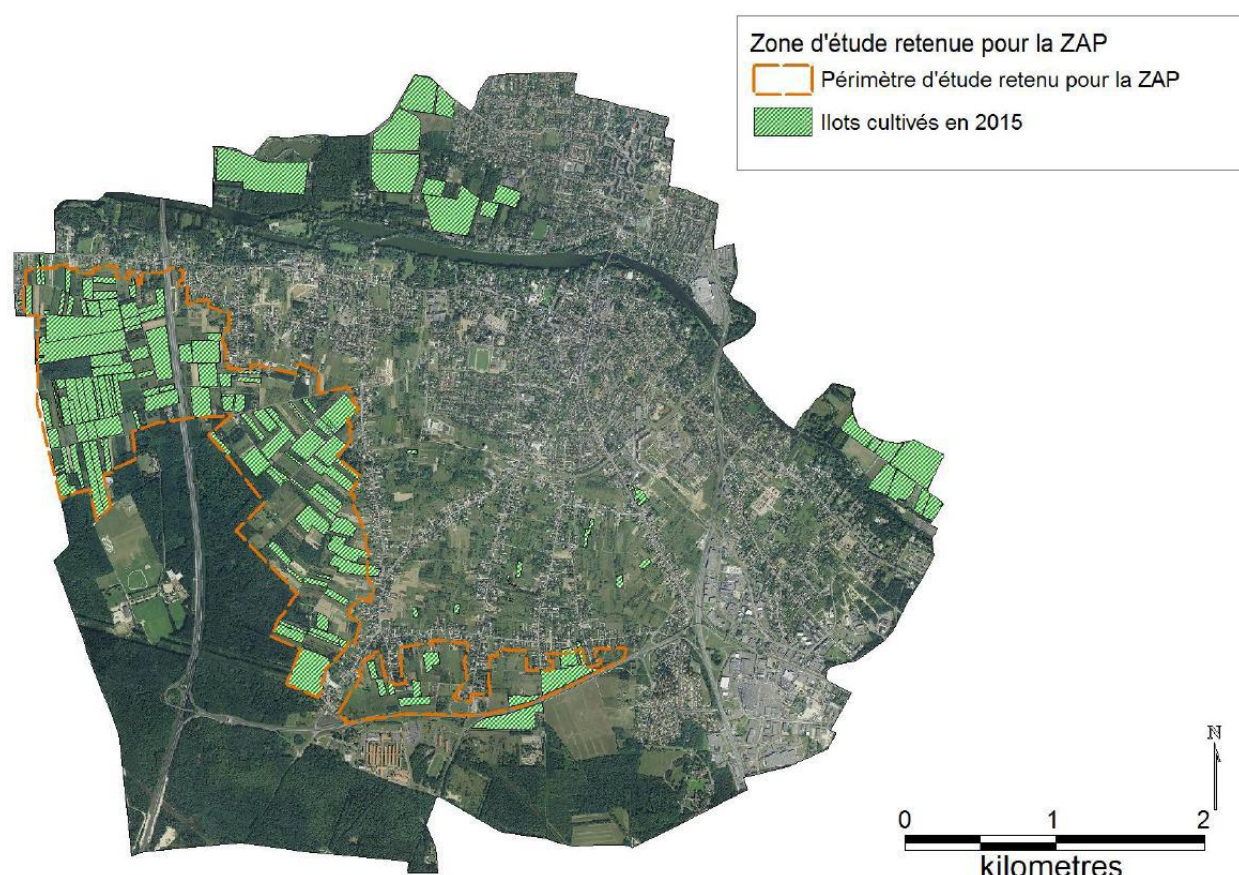 Zone d'étude retenue pour la ZAP
Périmètre d'étude retenu pour la ZAP
Ilots cultivés en 2015
N
0 1 2
kilometres